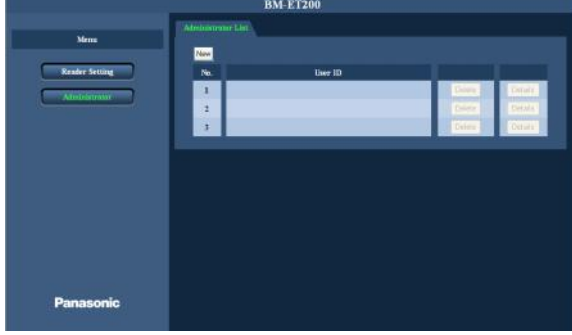 BM-ET200
Menu
Reader Setting
Administrator
Administrator List
New
No. User ID
1 Delete Details
2 Delete Details
3 Delete Details
Panasonic